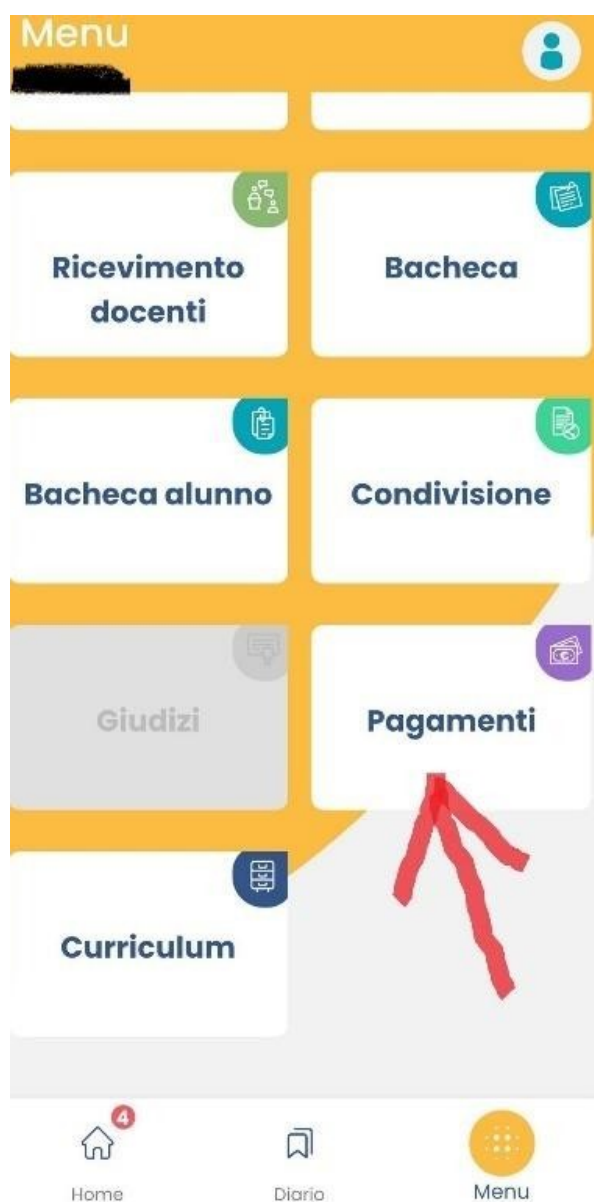 Menu
Ricevimento
docenti
Bacheca
Bacheca alunno
Condivisione
Giudizi
Pagamenti
Curriculum
4
Home
Diario
Menu